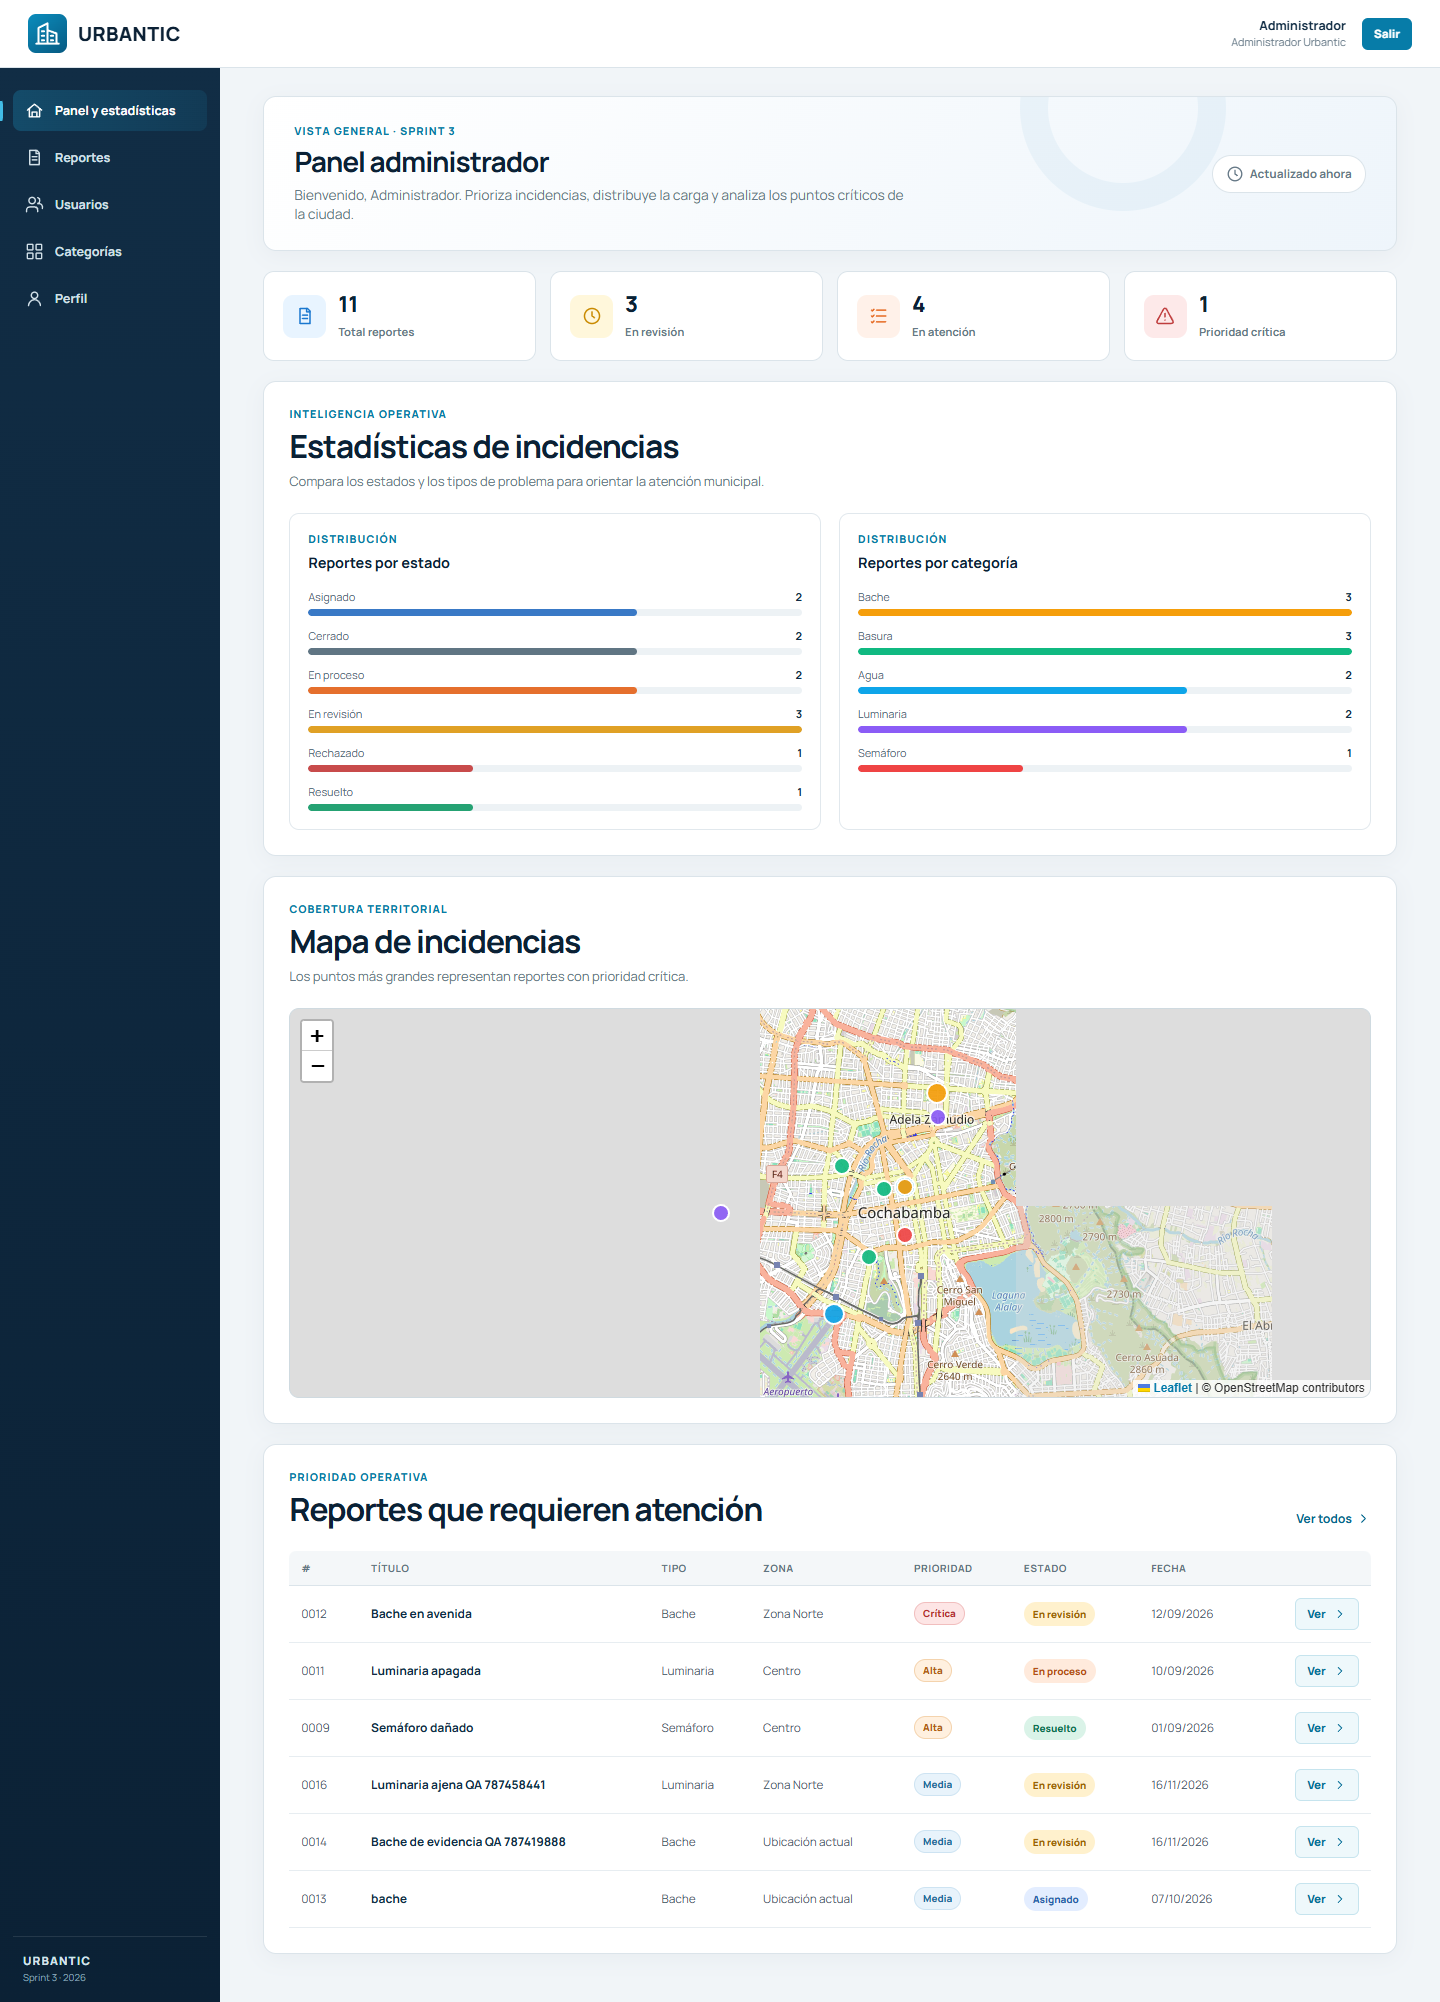 URBANTIC
Administrador
Administrador Urbantic
Salir
Panel y estadísticas
Reportes
Usuarios
Categorías
Perfil
VISTA GENERAL · SPRINT 3
Panel administrador
Bienvenido, Administrador. Prioriza incidencias, distribuye la carga y analiza los puntos críticos de
la ciudad.
Actualizado ahora
11
Total reportes
3
En revisión
4
En atención
1
Prioridad crítica
INTELIGENCIA OPERATIVA
Estadísticas de incidencias
Compara los estados y los tipos de problema para orientar la atención municipal.
DISTRIBUCIÓN
Reportes por estado
Asignado 2
Cerrado 2
En proceso 2
En revisión 3
Rechazado 1
Resuelto 1
DISTRIBUCIÓN
Reportes por categoría
Bache 3
Basura 3
Agua 2
Luminaria 2
Semáforo 1
COBERTURA TERRITORIAL
Mapa de incidencias
Los puntos más grandes representan reportes con prioridad crítica.
+
−
Adela
Río Rocha
F4
Cochabamba
2800 m
2790 m
Río Rocha
2730 m
Cerro San
Miguel
Laguna
Alalay
Cerro Verde
2640 m
Cerro Asuada
2860 m
Aeropuerto
Leaflet | © OpenStreetMap contributors
PRIORIDAD OPERATIVA
Reportes que requieren atención
Ver todos
# TÍTULO TIPO ZONA PRIORIDAD ESTADO FECHA
0012 Bache en avenida Bache Zona Norte Crítica En revisión 12/09/2026 Ver
0011 Luminaria apagada Luminaria Centro Alta En proceso 10/09/2026 Ver
0009 Semáforo dañado Semáforo Centro Alta Resuelto 01/09/2026 Ver
0016 Luminaria ajena QA 787458441 Luminaria Zona Norte Media En revisión 16/11/2026 Ver
0014 Bache de evidencia QA 787419888 Bache Ubicación actual Media En revisión 16/11/2026 Ver
0013 bache Bache Ubicación actual Media Asignado 07/10/2026 Ver
URBANTIC
Sprint 3 · 2026